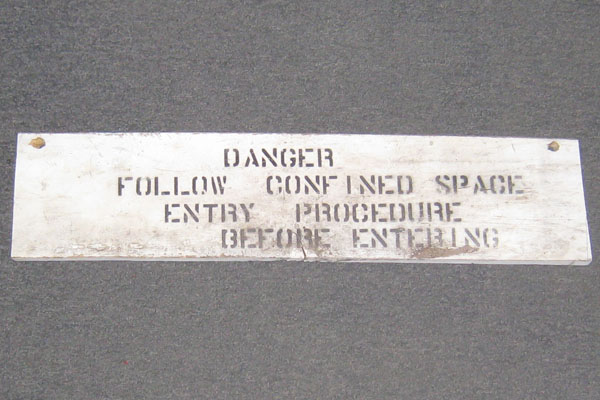 DANGER
FOLLOW CONFINED SPACE
ENTRY PROCEDURE
BEFORE ENTERING